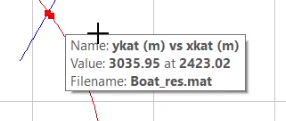 Name: ykat (m) vs xkat (m)
Value: 3035.95 at 2423.02
Filename: Boat_res.mat